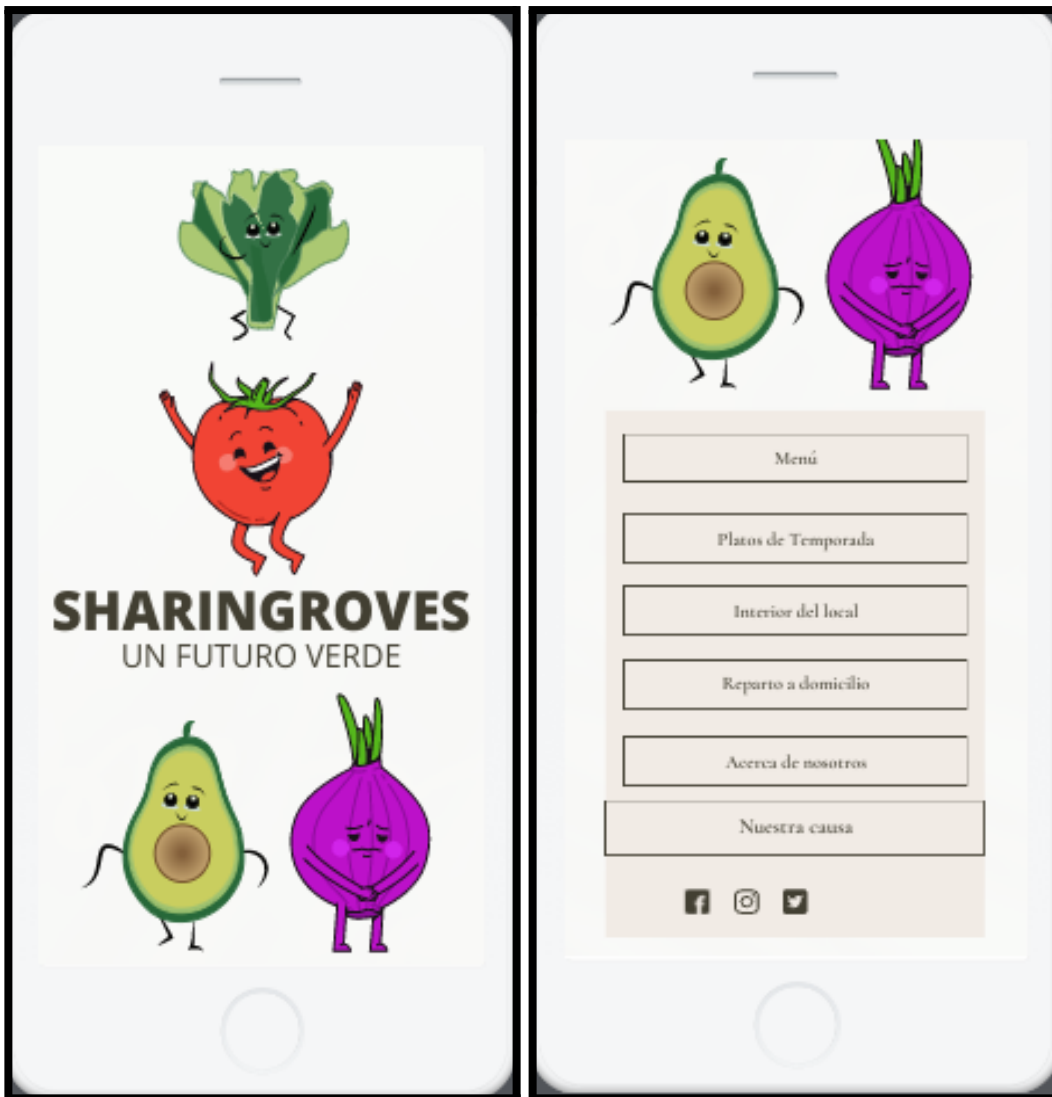 SHARINGROVES
UN FUTURO VERDE
Menú
Platos de Temporada
Interior del local
Reparto a domicilio
Acerca de nosotros
Nuestra causa